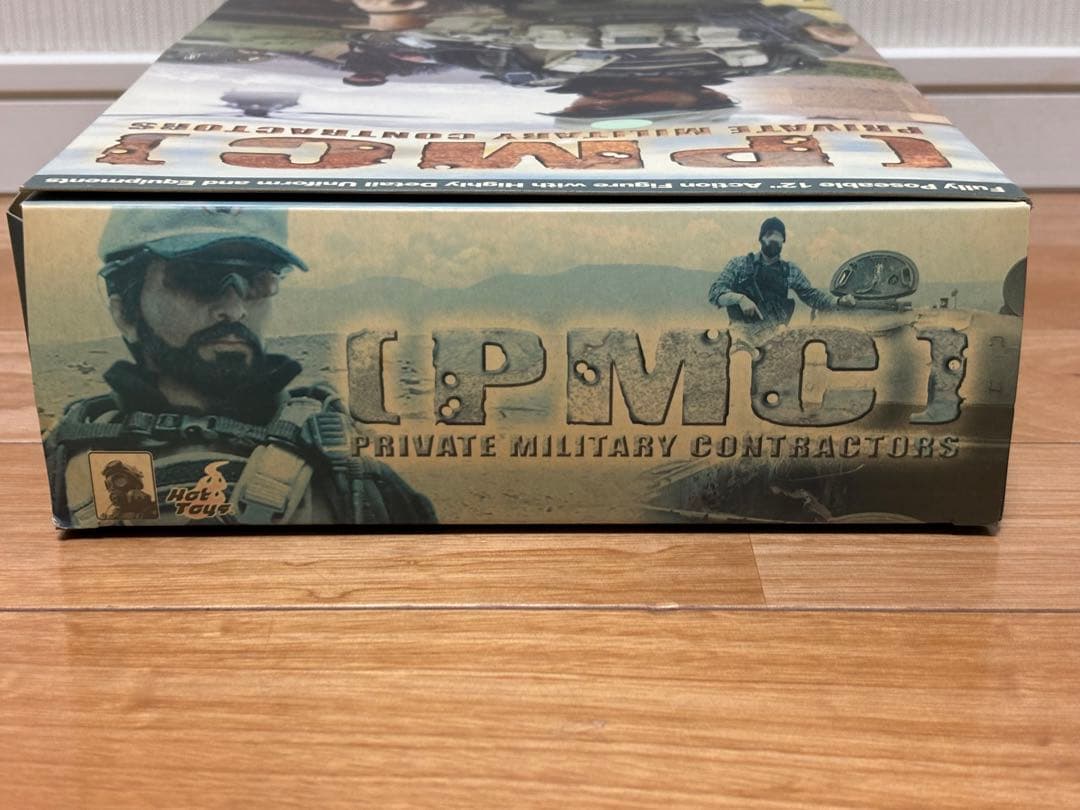 PRIVATE MILITARY CONTRACTORS
[PMC]
Fully Poseable 12" Action Figure with Highly Detail Uniform and Equipments
[PMC]
PRIVATE MILITARY CONTRACTORS
Hot
Toys